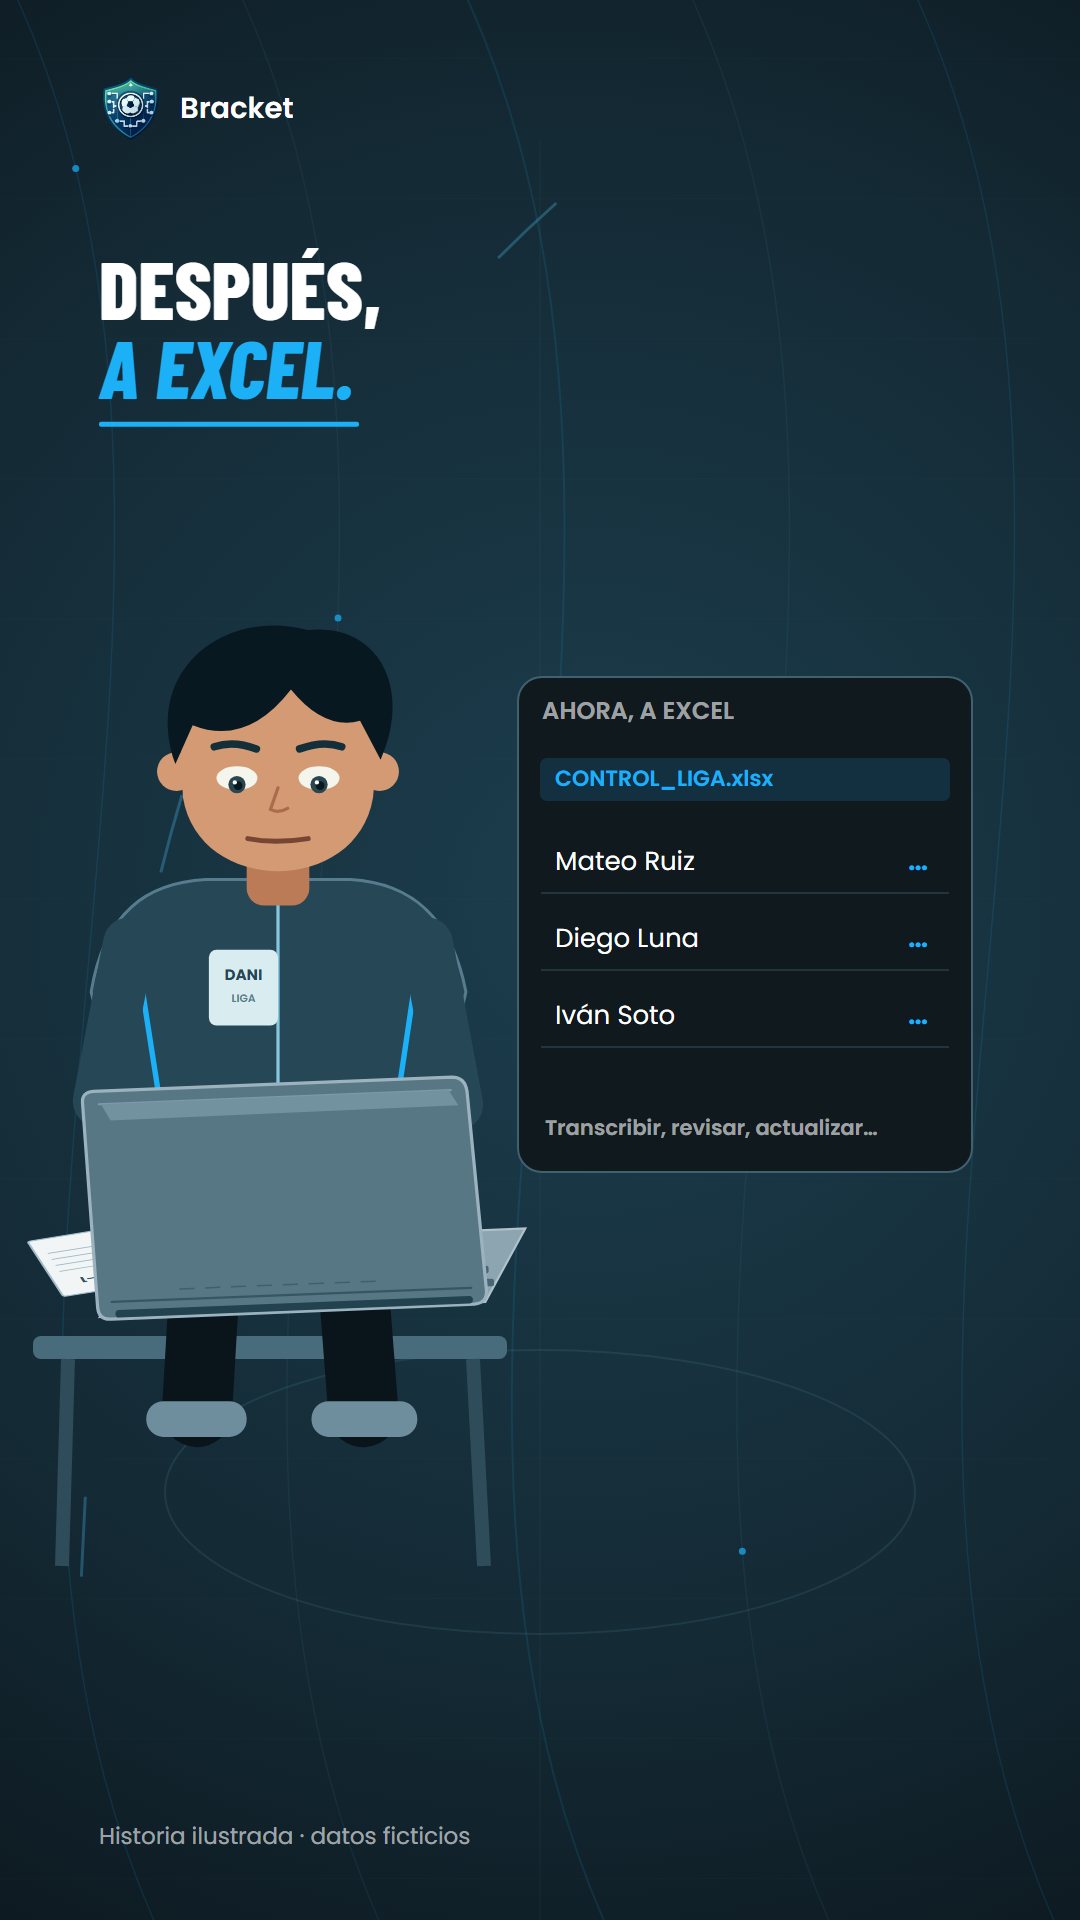 Bracket
DESPUÉS,
A EXCEL.
AHORA, A EXCEL
CONTROL_LIGA.xlsx
Mateo Ruiz ...
Diego Luna ...
Iván Soto ...
Transcribir, revisar, actualizar...
DANI
LIGA
Historia ilustrada · datos ficticios